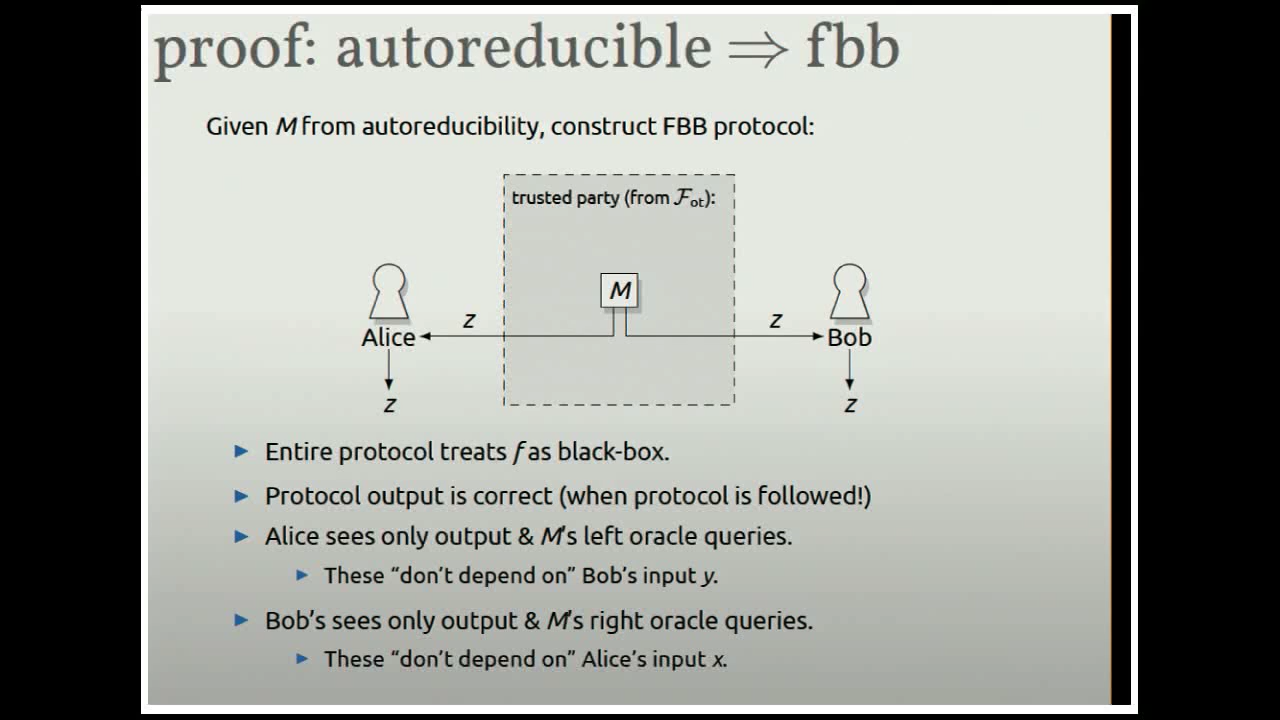 proof: autoreducible ⇒ fbb
Given M from autoreducibility, construct FBB protocol:
trusted party (from 𝓕ot):
M
z
z
Alice
Bob
z
z
▶ Entire protocol treats f as black-box.
▶ Protocol output is correct (when protocol is followed!)
▶ Alice sees only output & M's left oracle queries.
▶ These “don't depend on” Bob's input y.
▶ Bob's sees only output & M's right oracle queries.
▶ These “don't depend on” Alice's input x.